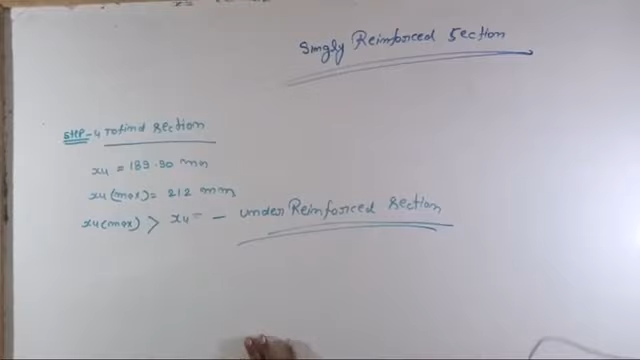 Singly Reinforced Section
Step-4 to find section
xu = 189.90 mm
xu(max) = 212 mm
xu(max) > xu = - under Reinforced section